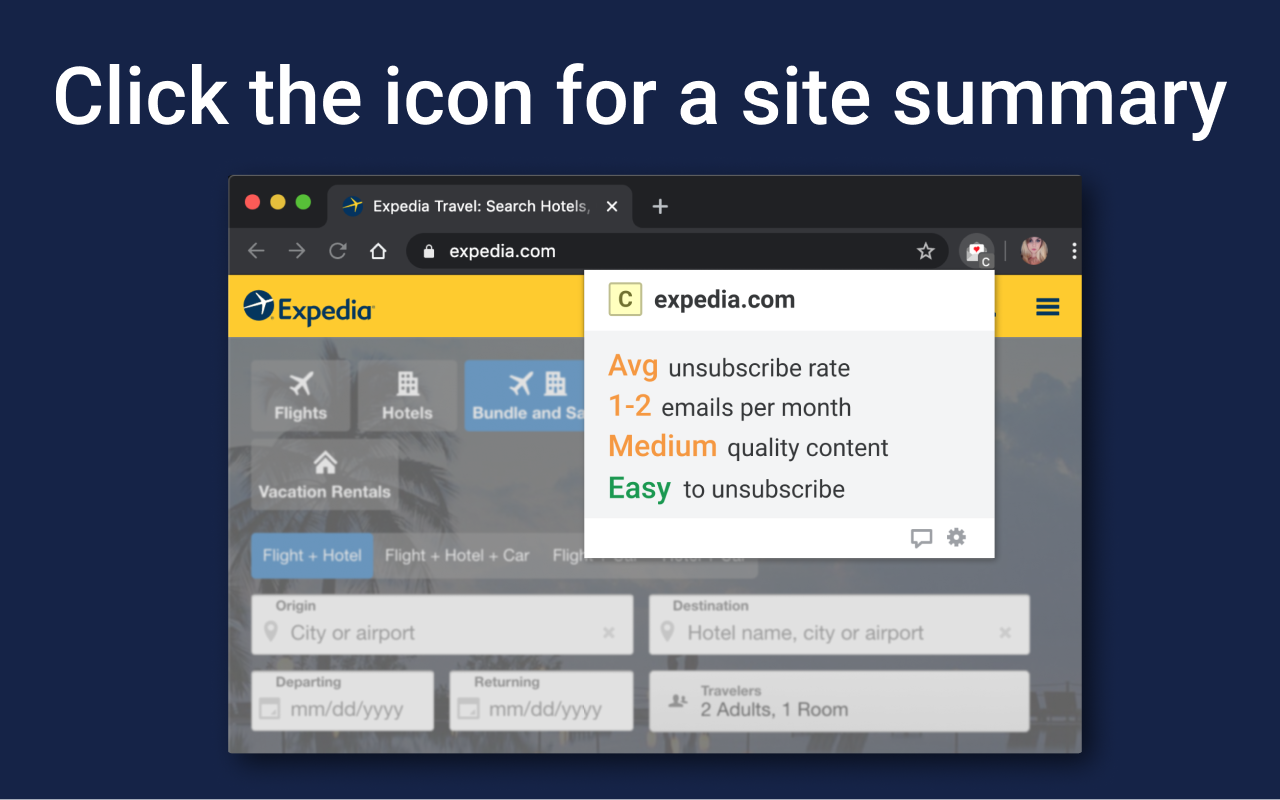 Click the icon for a site summary
Expedia Travel: Search Hotels,
expedia.com
C
Expedia
C expedia.com
Avg unsubscribe rate
1-2 emails per month
Medium quality content
Easy to unsubscribe
Flights
Hotels
Bundle and Sa
Vacation Rentals
Flight + Hotel
Flight + Hotel + Car
Origin
City or airport
Destination
Hotel name, city or airport
Departing
mm/dd/yyyy
Returning
mm/dd/yyyy
Travelers
2 Adults, 1 Room